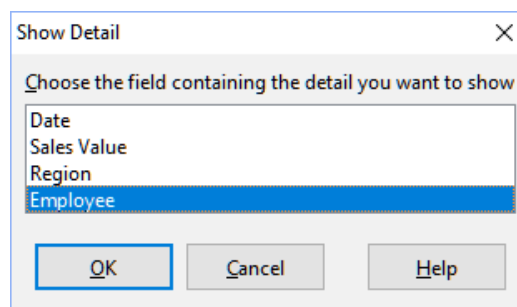 Show Detail
Choose the field containing the detail you want to show
Date
Sales Value
Region
Employee
OK
Cancel
Help